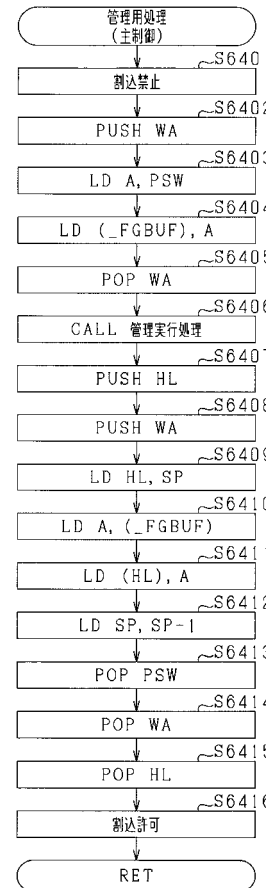 管理用処理
(主制御)
S640
割込禁止
S6402
PUSH WA
S6403
LD A, PSW
S6404
LD (_FGBUF), A
S6405
POP WA
S6406
CALL 管理実行処理
S6407
PUSH HL
S6408
PUSH WA
S6409
LD HL, SP
S6410
LD A, (_FGBUF)
S641
LD (HL), A
S6412
LD SP, SP-1
S6413
POP PSW
S6414
POP WA
S6415
POP HL
S6416
割込許可
RET